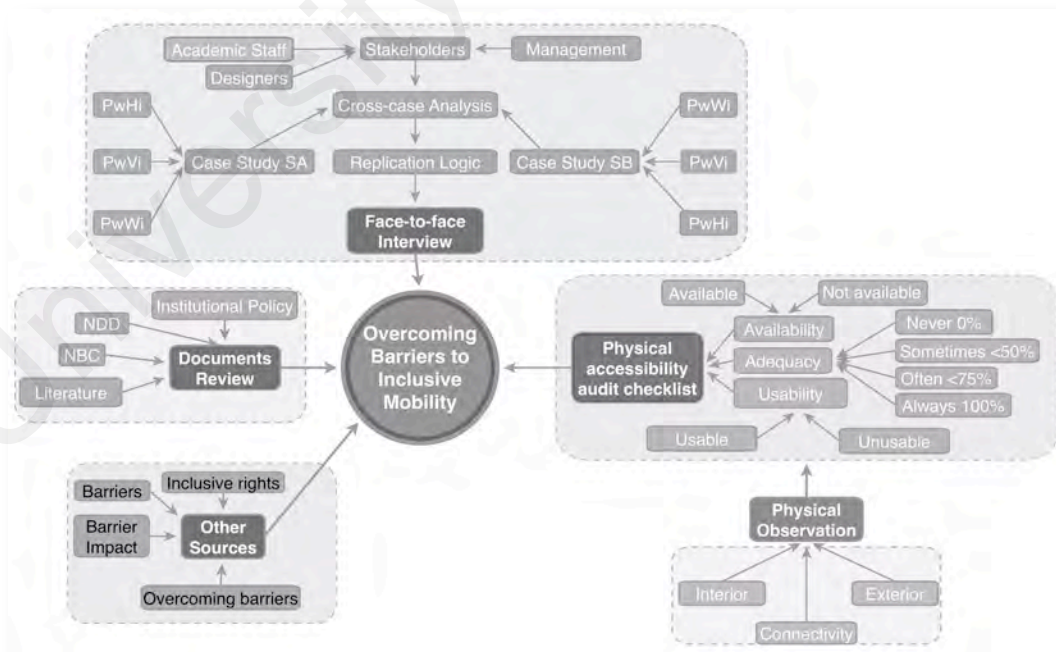 Academic Staff
Stakeholders
Management
Designers
PwHi
Cross-case Analysis
PwWi
PwVi
Case Study SA
Replication Logic
Case Study SB
PwVi
PwWi
Face-to-face
Interview
PwHi
Institutional Policy
NDD
NBC
Documents
Review
Literature
Overcoming
Barriers to
Inclusive
Mobility
Available
Not available
Availability
Never 0%
Physical
accessibility
audit checklist
Adequacy
Sometimes <50%
Usability
Often <75%
Always 100%
Usable
Unusable
Barriers
Inclusive rights
Barrier
Impact
Other
Sources
Overcoming barriers
Physical
Observation
Interior
Exterior
Connectivity
University